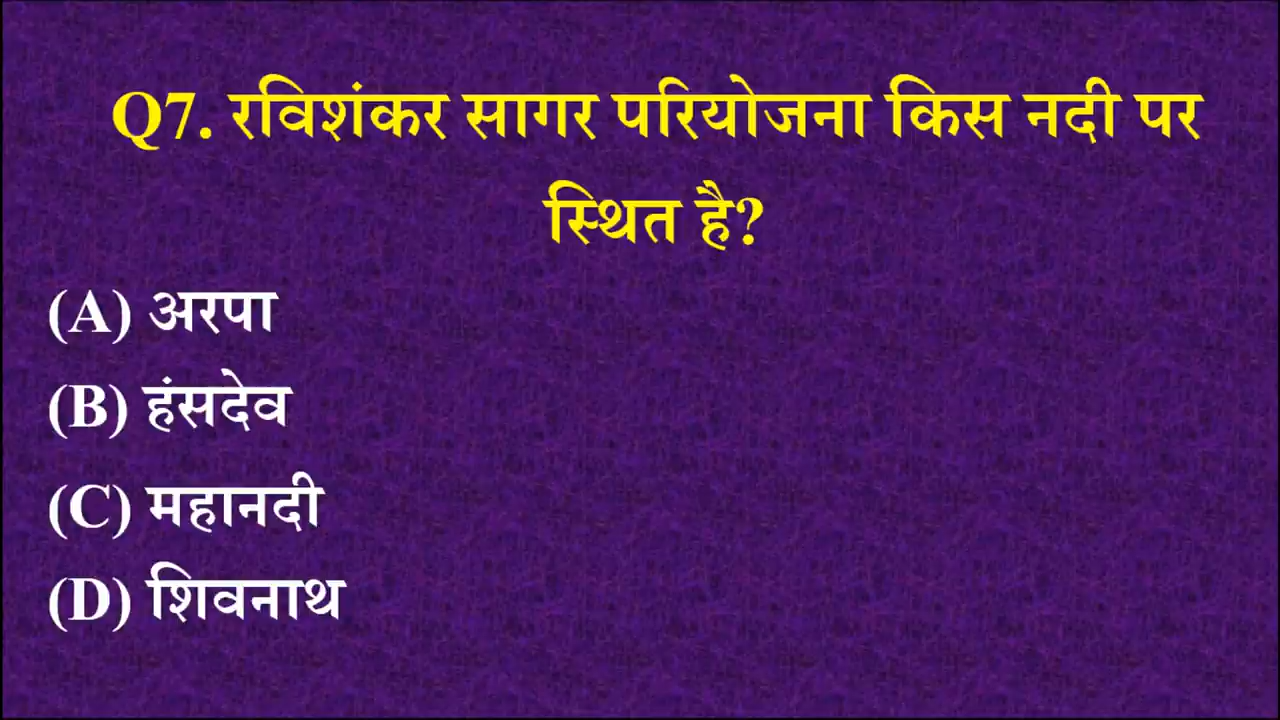 Q7. रविशंकर सागर परियोजना किस नदी पर
स्थित है?
(A) अरपा
(B) हंसदेव
(C) महानदी
(D) शिवनाथ